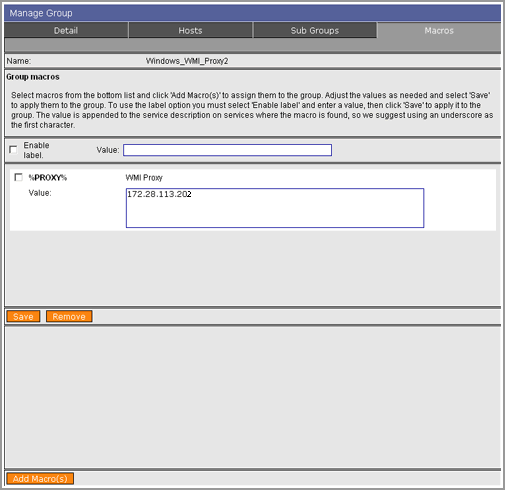 Manage Group
Detail Hosts Sub Groups Macros
Name: Windows_WMI_Proxy2
Group macros
Select macros from the bottom list and click 'Add Macro(s)' to assign them to the group. Adjust the values as needed and select 'Save'
to apply them to the group. To use the label option you must select 'Enable label' and enter a value, then click 'Save' to apply it to the
group. The value is appended to the service description on services where the macro is found, so we suggest using an underscore as
the first character.
Enable
label. Value:
%PROXY% WMI Proxy
Value: 172.28.113.202
Save Remove
Add Macro(s)